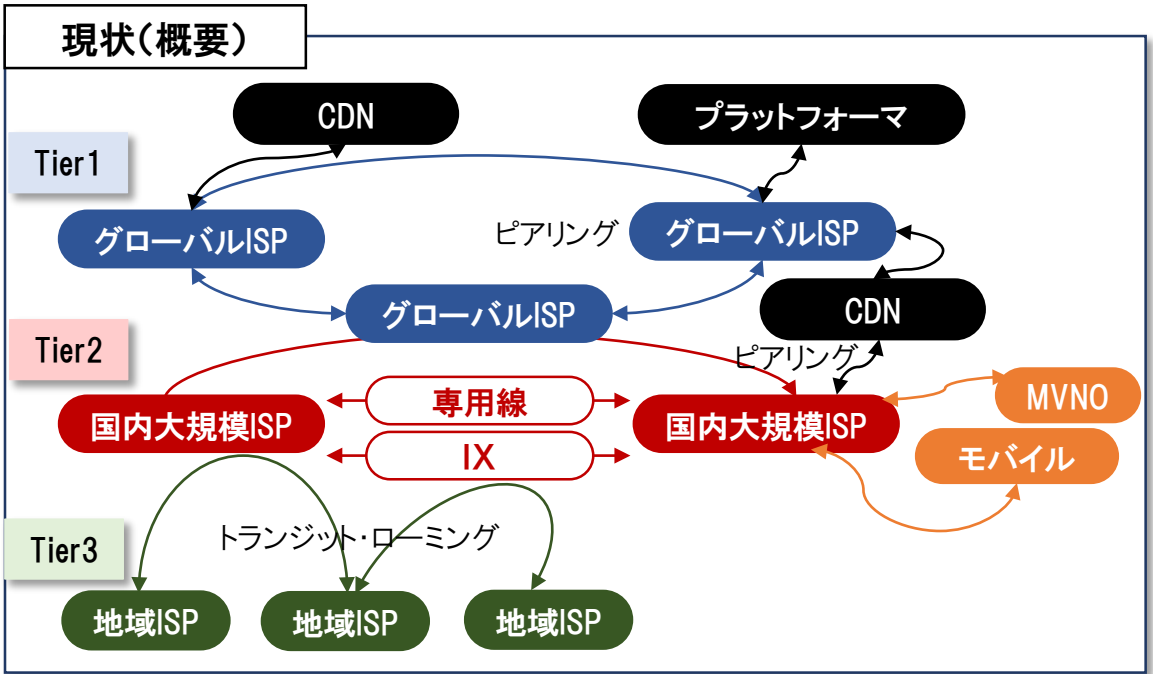 現状(概要)
CDN
プラットフォーマ
Tier1
グローバルISP
ピアリング
グローバルISP
グローバルISP
CDN
Tier2
ピアリング
専用線
MVNO
国内大規模ISP
国内大規模ISP
IX
モバイル
トランジット・ローミング
Tier3
地域ISP
地域ISP
地域ISP